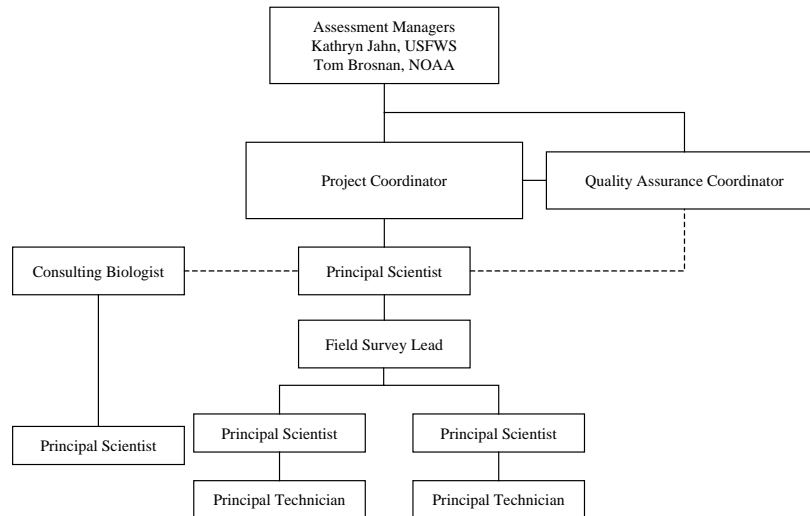 Assessment Managers
Kathryn Jahn, USFWS
Tom Brosnan, NOAA
Project Coordinator
Quality Assurance Coordinator
Consulting Biologist
Principal Scientist
Field Survey Lead
Principal Scientist
Principal Scientist
Principal Scientist
Principal Technician
Principal Technician